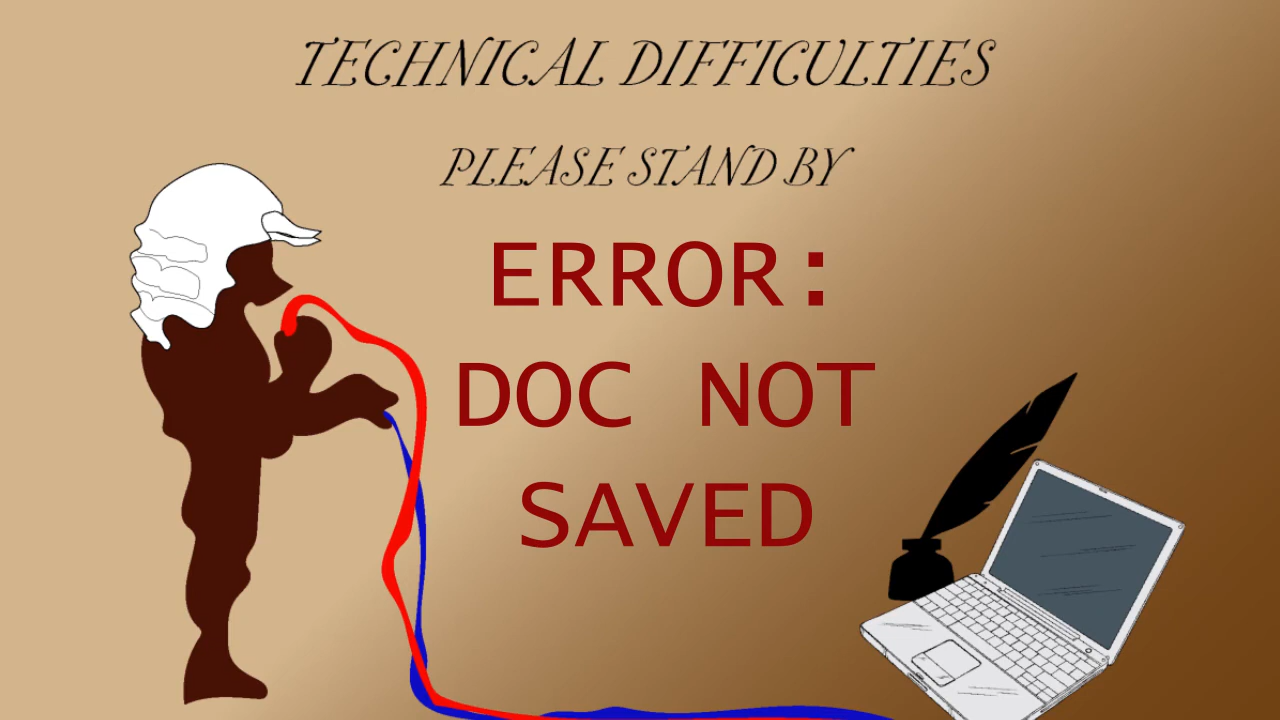 TECHNICAL DIFFICULTIES
PLEASE STAND BY
ERROR:
DOC NOT
SAVED